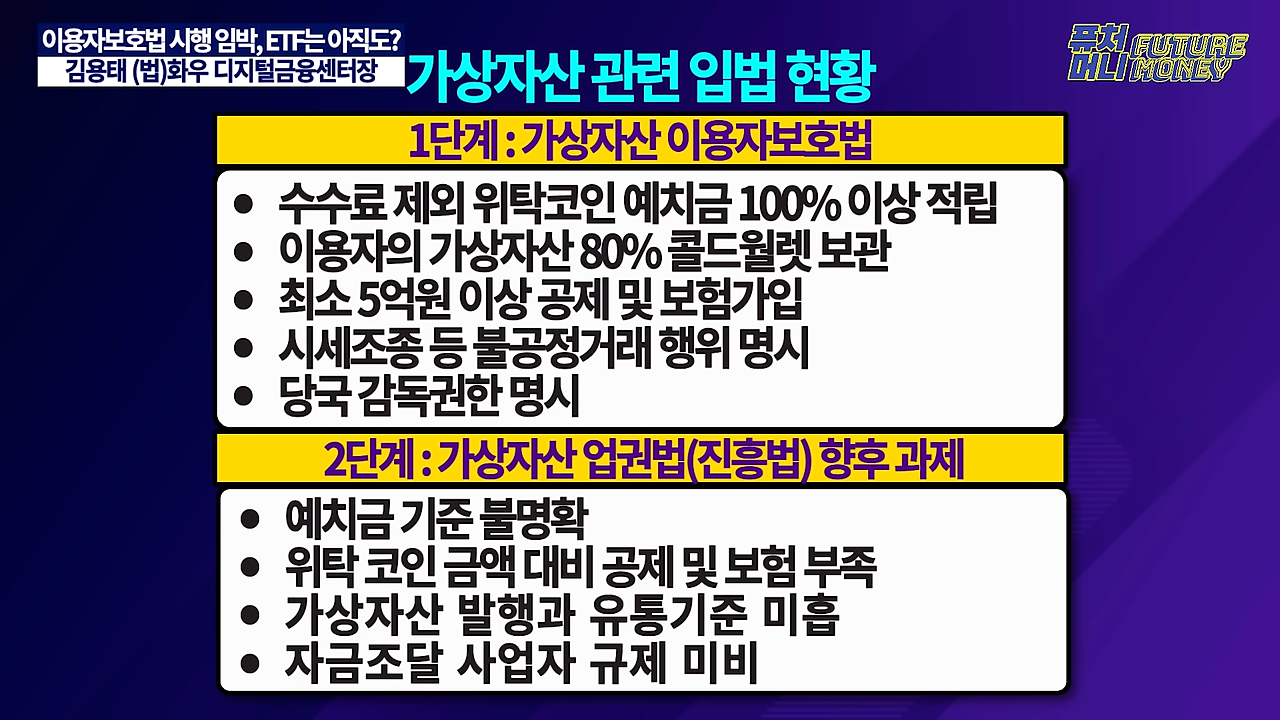 이용자보호법 시행 임박, ETF는 아직도?
김용태 (법)화우 디지털금융센터장
퓨처머니 FUTURE MONEY
가상자산 관련 입법 현황
1단계 : 가상자산 이용자보호법
● 수수료 제외 위탁코인 예치금 100% 이상 적립
● 이용자의 가상자산 80% 콜드월렛 보관
● 최소 5억원 이상 공제 및 보험가입
● 시세조종 등 불공정거래 행위 명시
● 당국 감독권한 명시
2단계 : 가상자산 업권법(진흥법) 향후 과제
● 예치금 기준 불명확
● 위탁 코인 금액 대비 공제 및 보험 부족
● 가상자산 발행과 유통기준 미흡
● 자금조달 사업자 규제 미비